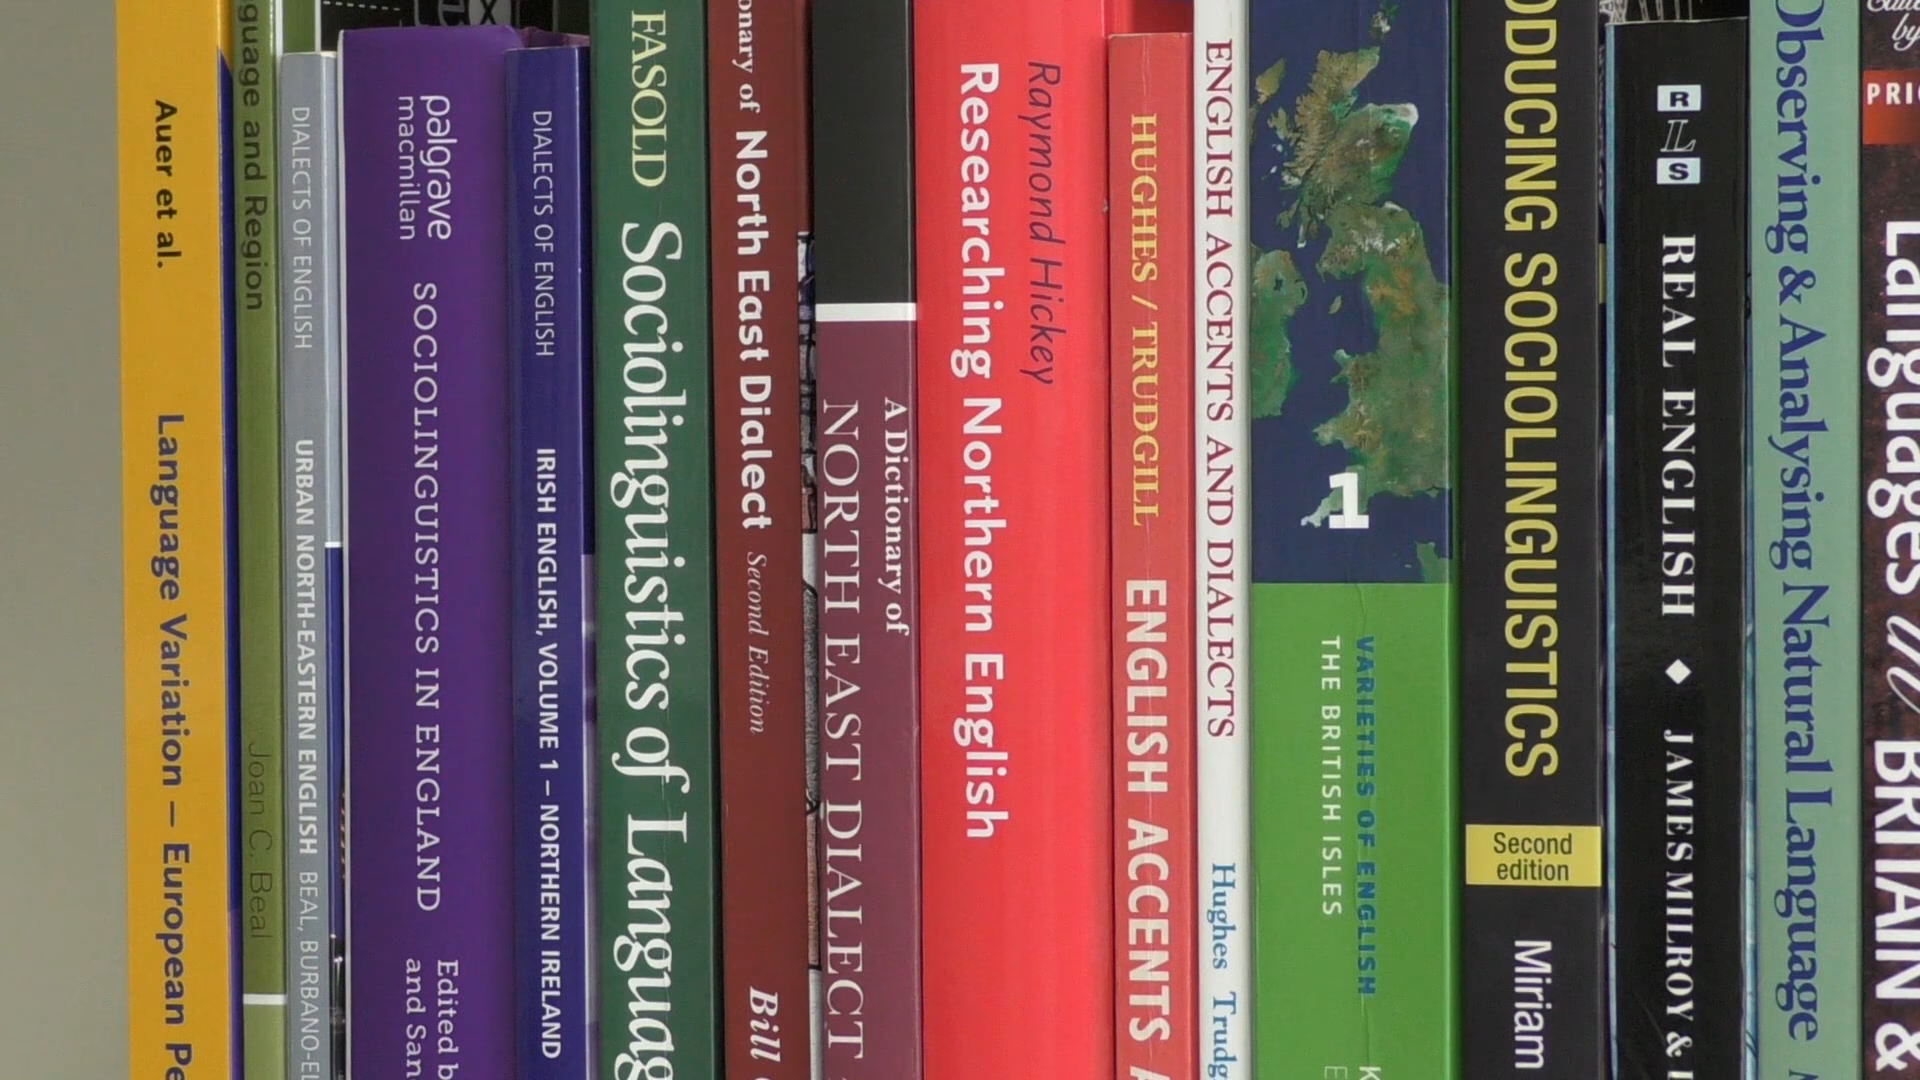 Auer et al. Language Variation – European Pe
guage and Region Joan C. Beal
DIALECTS OF ENGLISH URBAN NORTH-EASTERN ENGLISH BEAL, BURBANO-EL
palgrave
macmillan
SOCIOLINGUISTICS IN ENGLAND
Edited b
and San
DIALECTS OF ENGLISH IRISH ENGLISH, VOLUME 1 – NORTHERN IRELAND
FASOLD Sociolinguistics of Languag
onary of North East Dialect Second Edition Bill
A Dictionary of
NORTH EAST DIALECT
Raymond Hickey
Researching Northern English
HUGHES / TRUDGILL ENGLISH ACCENTS A
ENGLISH ACCENTS AND DIALECTS Hughes Trudg
1
VARIETIES OF ENGLISH
THE BRITISH ISLES
K
E
ODUCING SOCIOLINGUISTICS
Second
edition
Miriam
R
L
S
REAL ENGLISH ◆ JAMES MILROY &
Observing & Analysing Natural Language
by
PRI
Languages in BRITAIN &